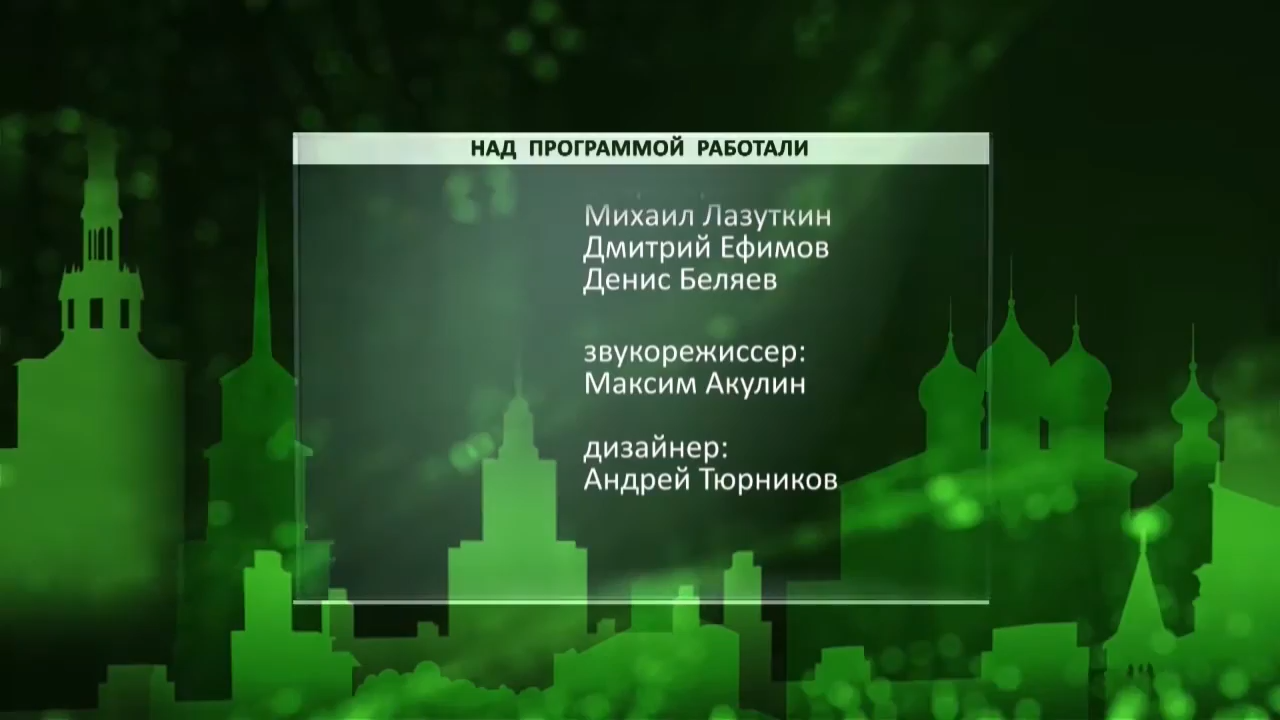 НАД ПРОГРАММОЙ РАБОТАЛИ
Михаил Лазуткин
Дмитрий Ефимов
Денис Беляев
звукорежиссер:
Максим Акулин
дизайнер:
Андрей Тюрников